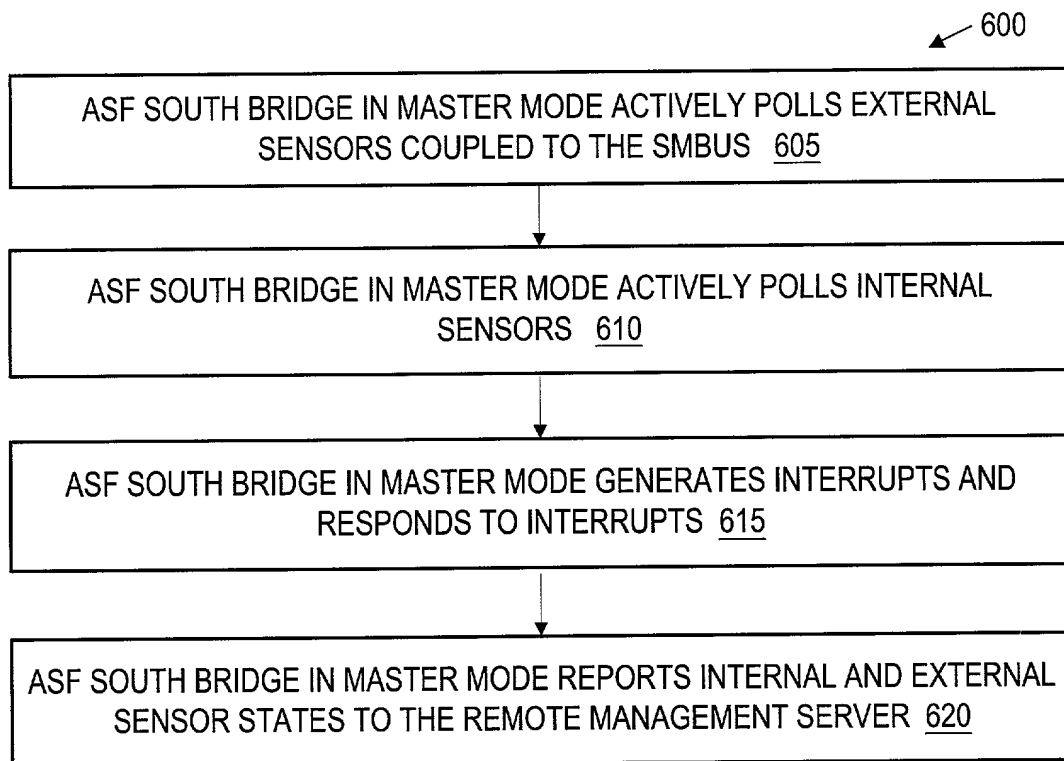 600
ASF SOUTH BRIDGE IN MASTER MODE ACTIVELY POLLS EXTERNAL
SENSORS COUPLED TO THE SMBUS 605
ASF SOUTH BRIDGE IN MASTER MODE ACTIVELY POLLS INTERNAL
SENSORS 610
ASF SOUTH BRIDGE IN MASTER MODE GENERATES INTERRUPTS AND
RESPONDS TO INTERRUPTS 615
ASF SOUTH BRIDGE IN MASTER MODE REPORTS INTERNAL AND EXTERNAL
SENSOR STATES TO THE REMOTE MANAGEMENT SERVER 620